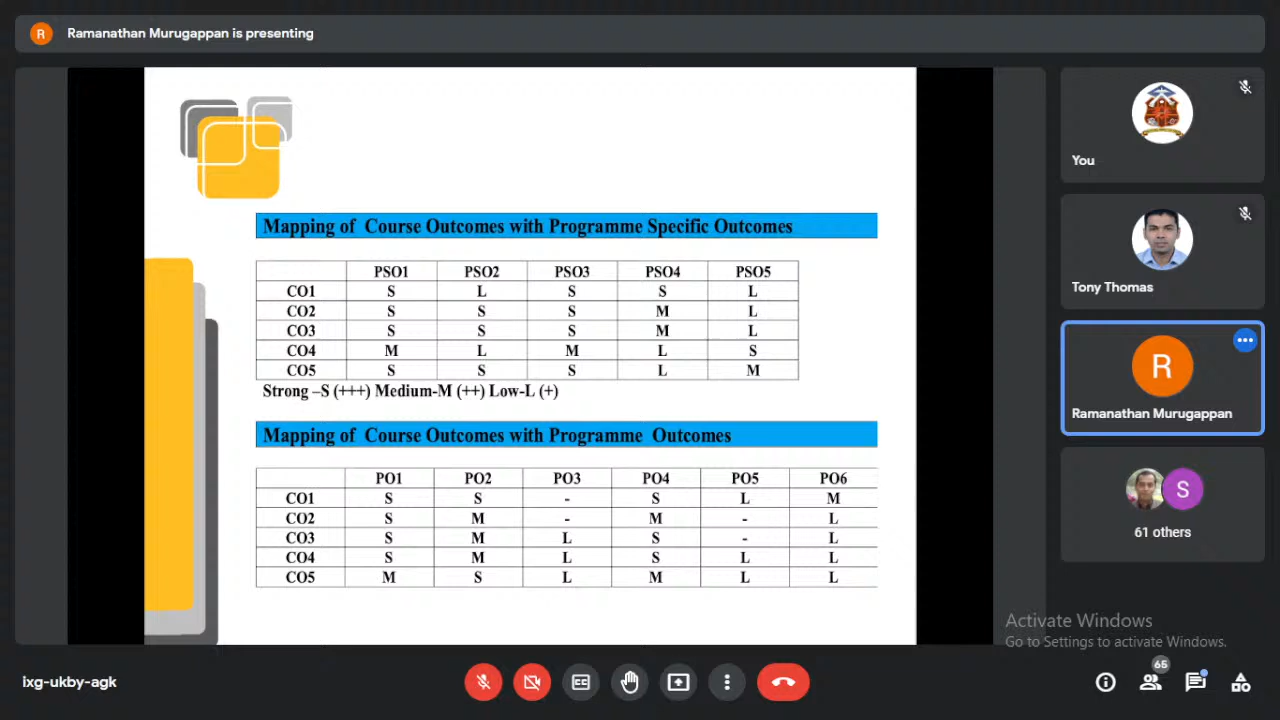 R Ramanathan Murugappan is presenting
You
Tony Thomas
R
Ramanathan Murugappan
S
61 others
Mapping of Course Outcomes with Programme Specific Outcomes
PSO1 PSO2 PSO3 PSO4 PSO5
CO1 S L S S L
CO2 S S S M L
CO3 S S S M L
CO4 M L M L S
CO5 S S S L M
Strong –S (+++) Medium-M (++) Low-L (+)
Mapping of Course Outcomes with Programme Outcomes
PO1 PO2 PO3 PO4 PO5 PO6
CO1 S S - S L M
CO2 S M - M - L
CO3 S M L S - L
CO4 S M L S L L
CO5 M S L M L L
Activate Windows
Go to Settings to activate Windows.
ixg-ukby-agk
CC
65